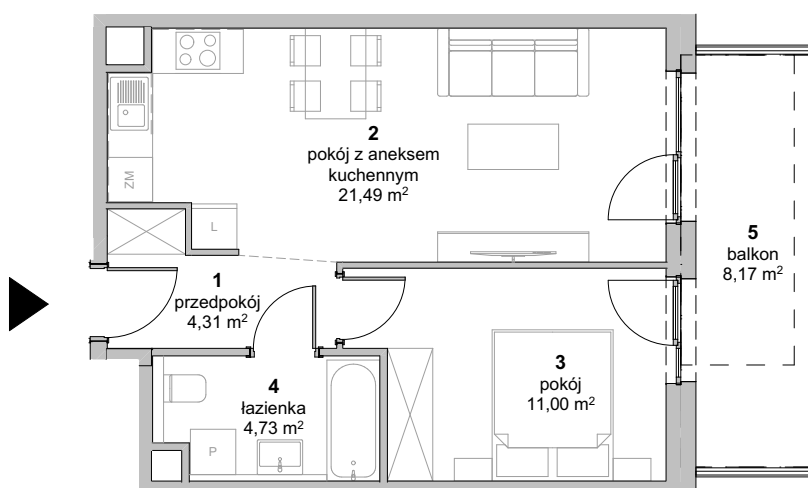 2
pokój z aneksem
kuchennym
21,49 m²
ZM
L
1
przedpokój
4,31 m²
5
balkon
8,17 m²
3
pokój
11,00 m²
4
łazienka
4,73 m²
P